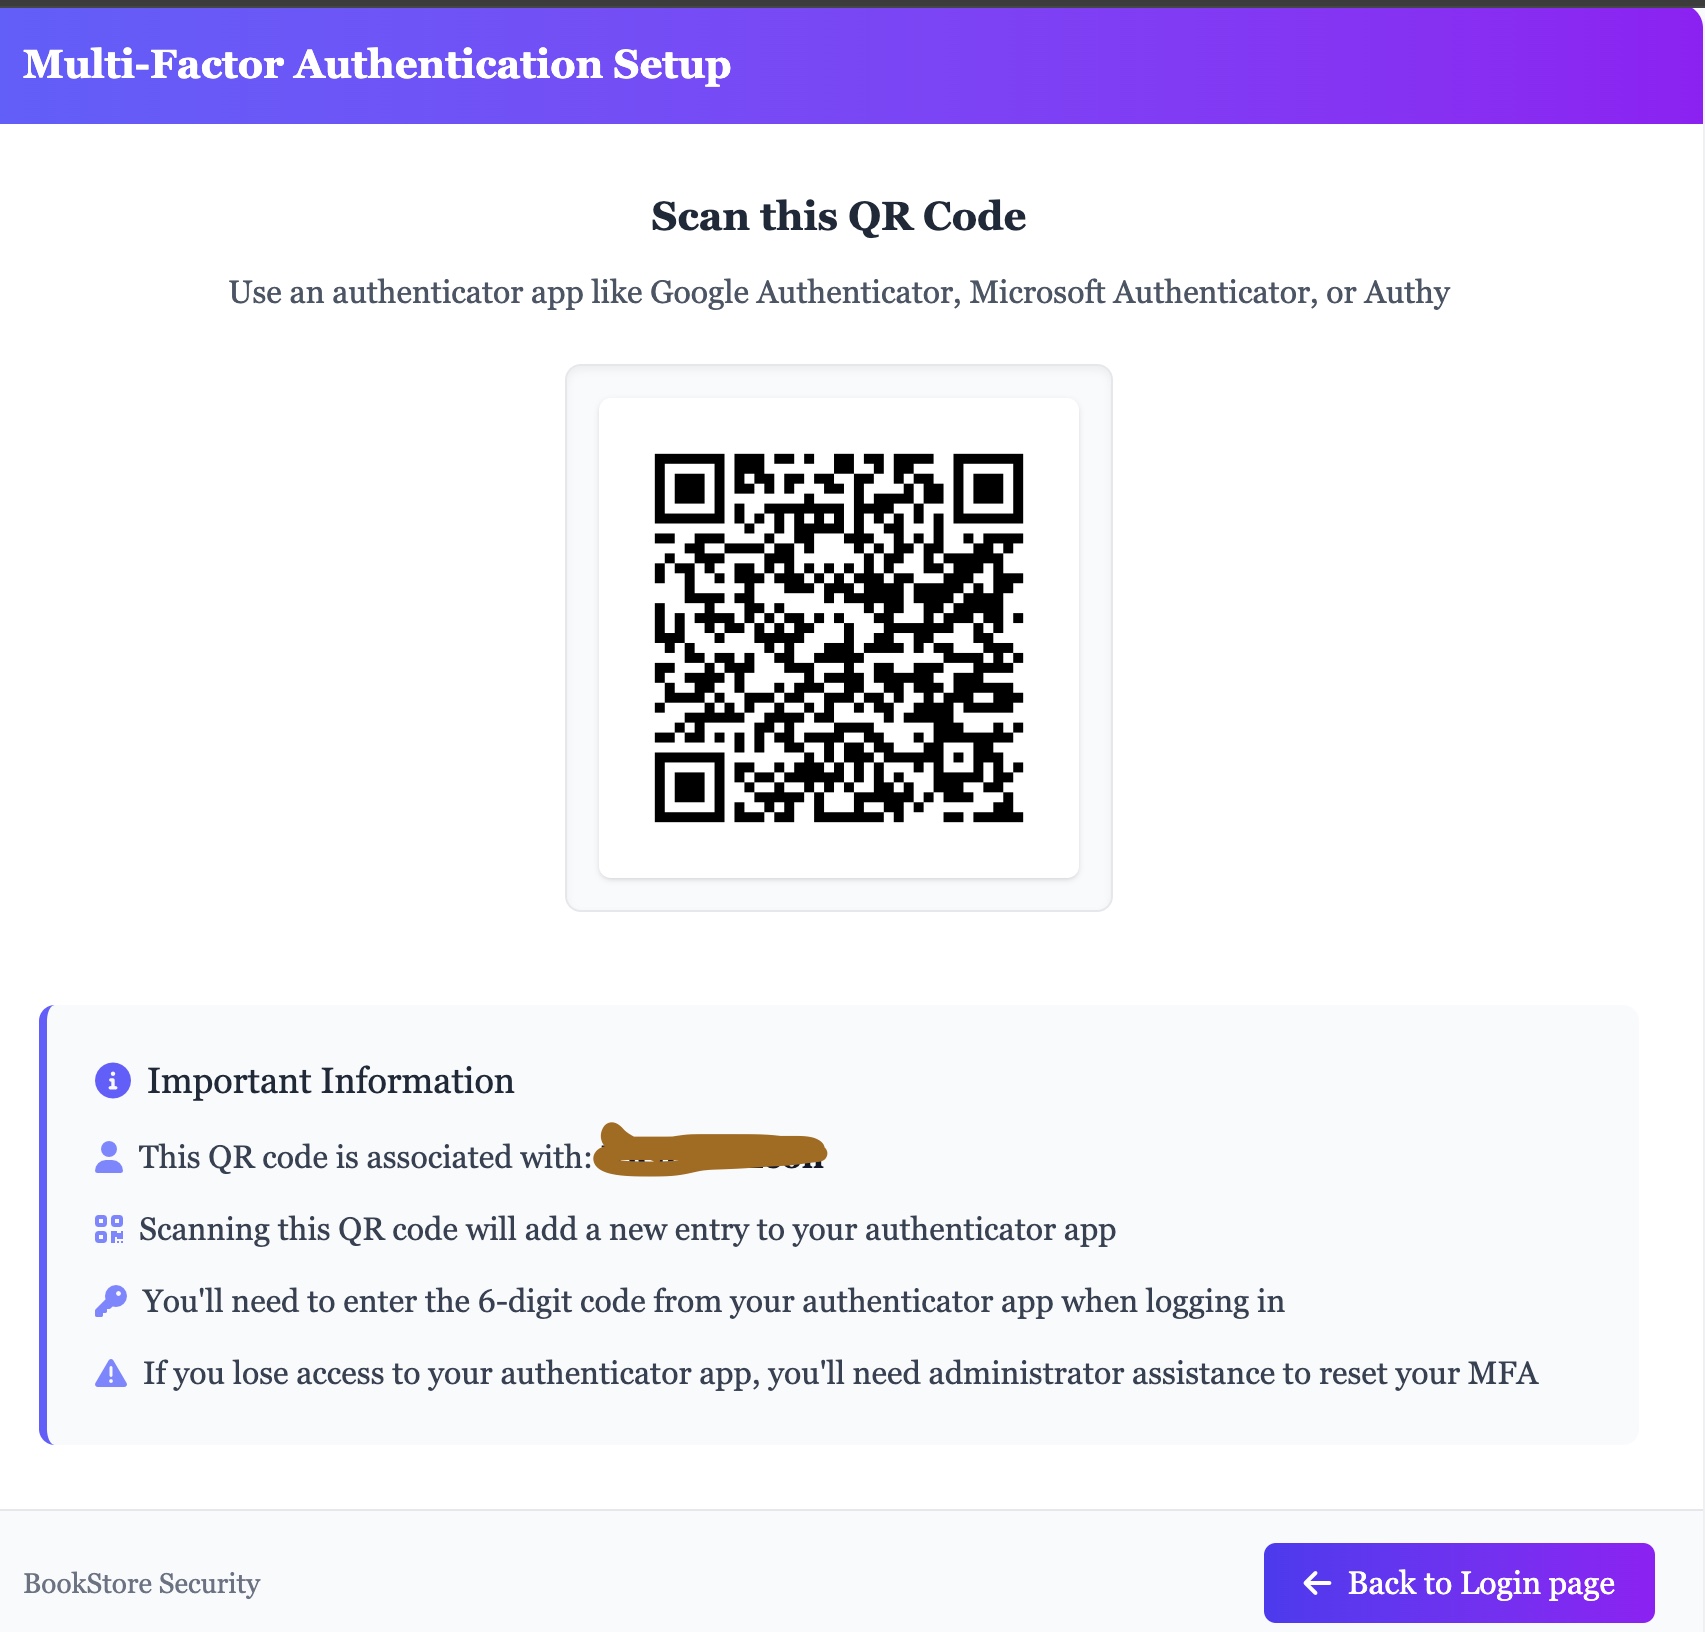 Multi-Factor Authentication Setup
Scan this QR Code
Use an authenticator app like Google Authenticator, Microsoft Authenticator, or Authy
Important Information
This QR code is associated with:
Scanning this QR code will add a new entry to your authenticator app
You'll need to enter the 6-digit code from your authenticator app when logging in
If you lose access to your authenticator app, you'll need administrator assistance to reset your MFA
BookStore Security
Back to Login page